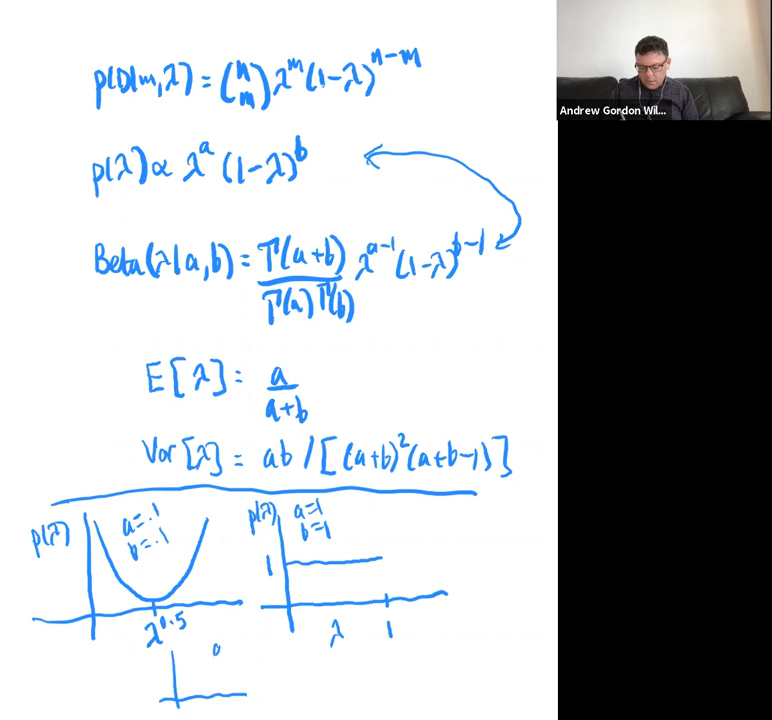 p(D|m,λ) = (n m) λ^m (1-λ)^{n-m}
Andrew Gordon Wil...
p(λ) ∝ λ^a (1-λ)^b
Beta(λ|a,b) = Γ(a+b) / Γ(a)Γ(b) λ^{a-1} (1-λ)^{b-1}
E[λ] = a / a+b
Var[λ] = ab / [(a+b)^2 (a+b-1)]
p(λ)
a=.1
b=.1
λ 0.5
p(λ)
a=1
b=1
1
λ
1